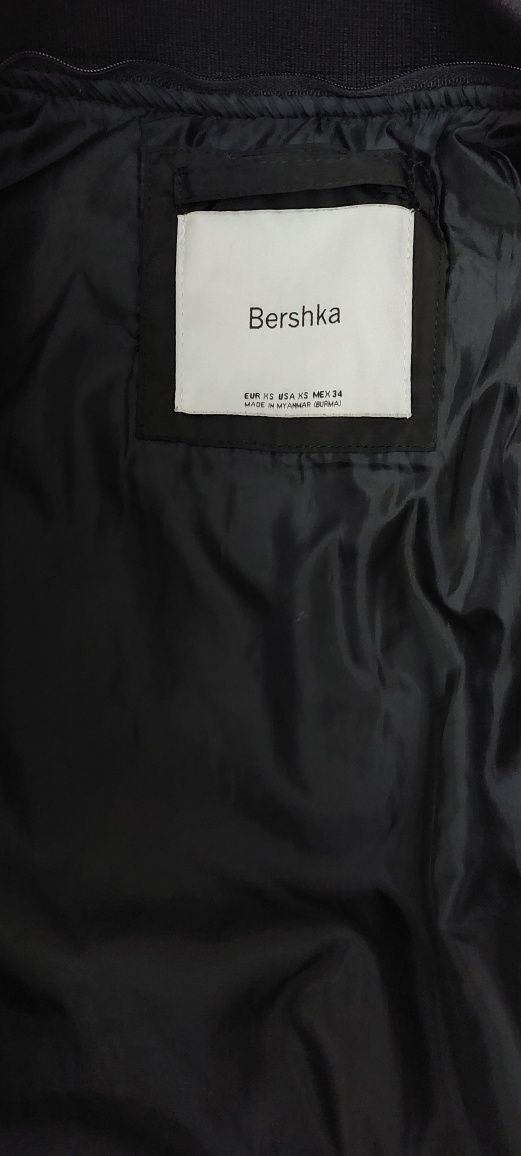 Bershka
EUR XS USA XS MEX 34
MADE IN MYANMAR (BURMA)